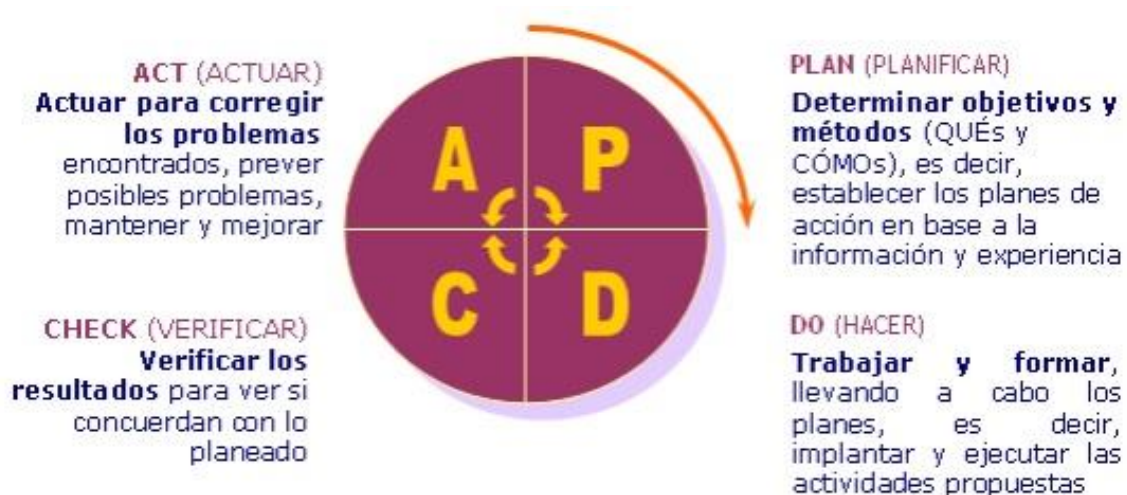 ACT (ACTUAR)
Actuar para corregir
los problemas
encontrados, prever
posibles problemas,
mantener y mejorar
A
P
C
D
PLAN (PLANIFICAR)
Determinar objetivos y
métodos (QUÉs y
CÓMOs), es decir,
establecer los planes de
acción en base a la
información y experiencia
CHECK (VERIFICAR)
Verificar los
resultados para ver si
concuerdan con lo
planeado
DO (HACER)
Trabajar y formar,
llevando a cabo los
planes, es decir,
implantar y ejecutar las
actividades propuestas